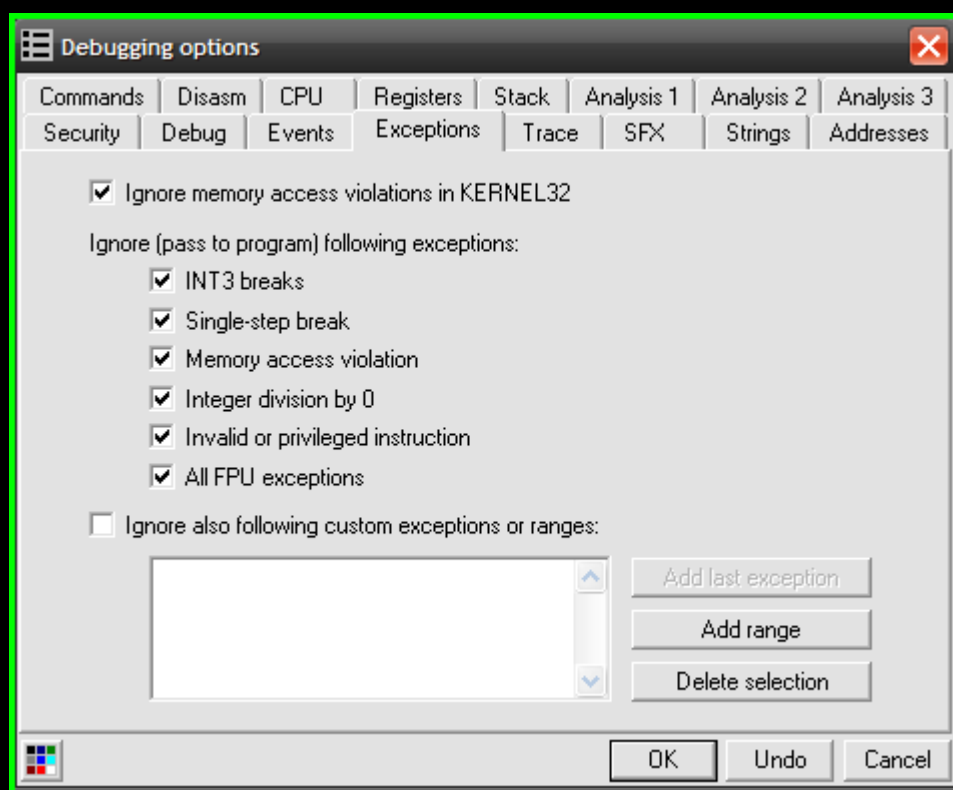 Debugging options
Commands Disasm CPU Registers Stack Analysis 1 Analysis 2 Analysis 3
Security Debug Events Exceptions Trace SFX Strings Addresses
Ignore memory access violations in KERNEL32
Ignore (pass to program) following exceptions:
INT3 breaks
Single-step break
Memory access violation
Integer division by 0
Invalid or privileged instruction
All FPU exceptions
Ignore also following custom exceptions or ranges:
Add last exception
Add range
Delete selection
OK Undo Cancel